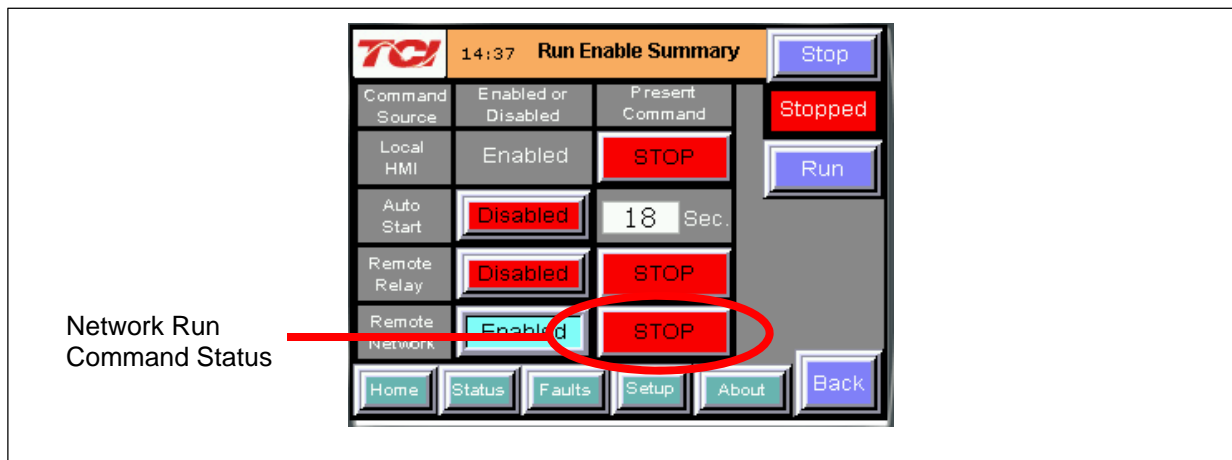 TCI 14:37 Run Enable Summary Stop
Command Source Enabled or Disabled Present Command Stopped
Local HMI Enabled STOP Run
Auto Start Disabled 18 Sec.
Remote Relay Disabled STOP
Remote Network Enabled STOP
Network Run
Command Status
Home Status Faults Setup About Back